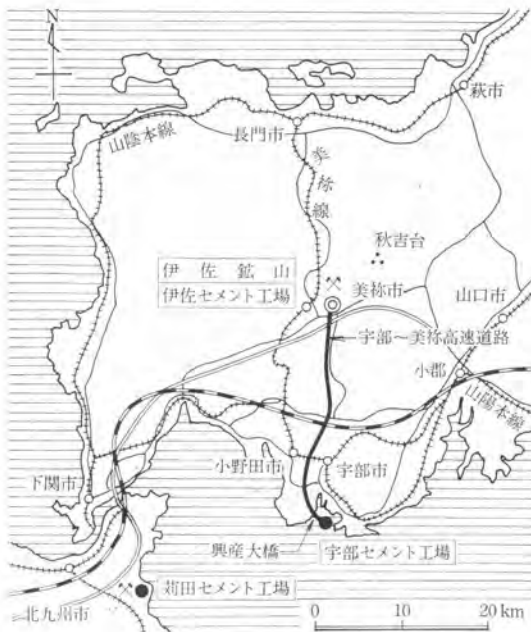 N
萩市
山陰本線
長門市
美祢線
秋吉台
伊佐鉱山
伊佐セメント工場
美祢市
山口市
宇部～美祢高速道路
小郡
山陽本線
小野田市
宇部市
下関市
興産大橋
宇部セメント工場
苅田セメント工場
北九州市
0 10 20 km